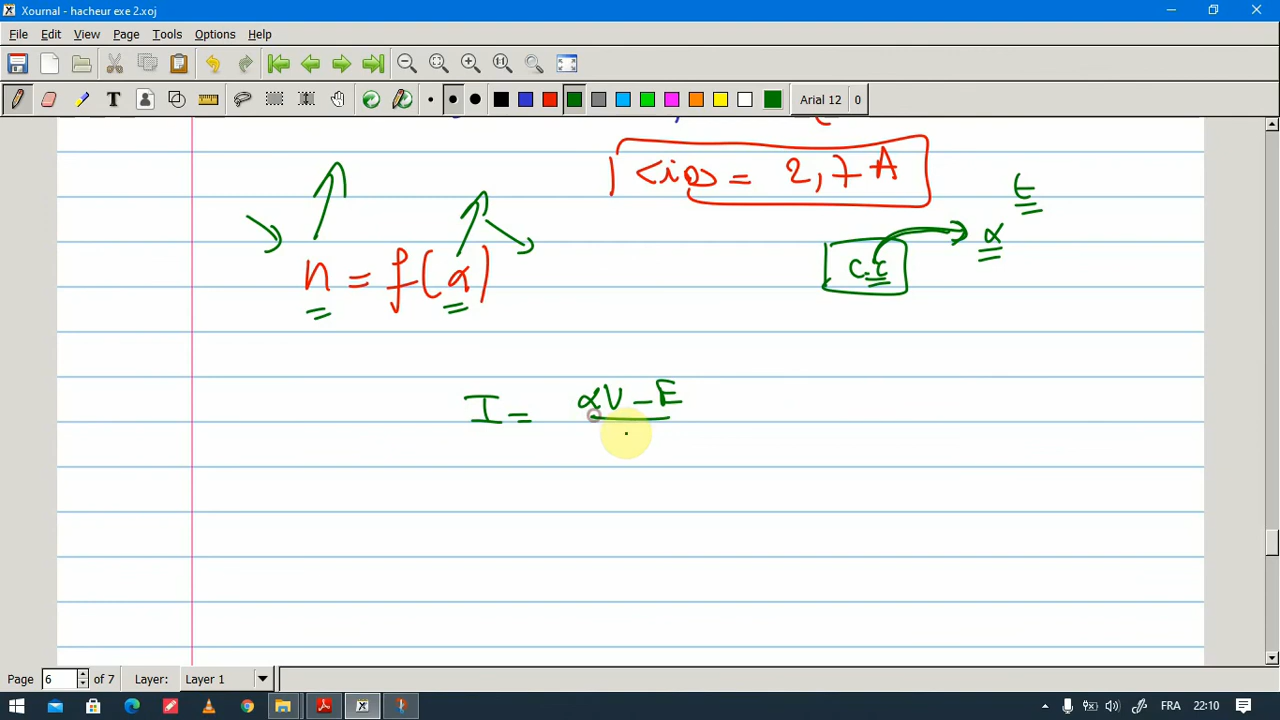 Xournal - hacheur exe 2.xoj
File Edit View Page Tools Options Help
Arial 12 0
<i_D> = 2,7 A
t
α
C.E
n = f(α)
I = αV - E
Page 6 of 7 Layer: Layer 1
FRA 22:10